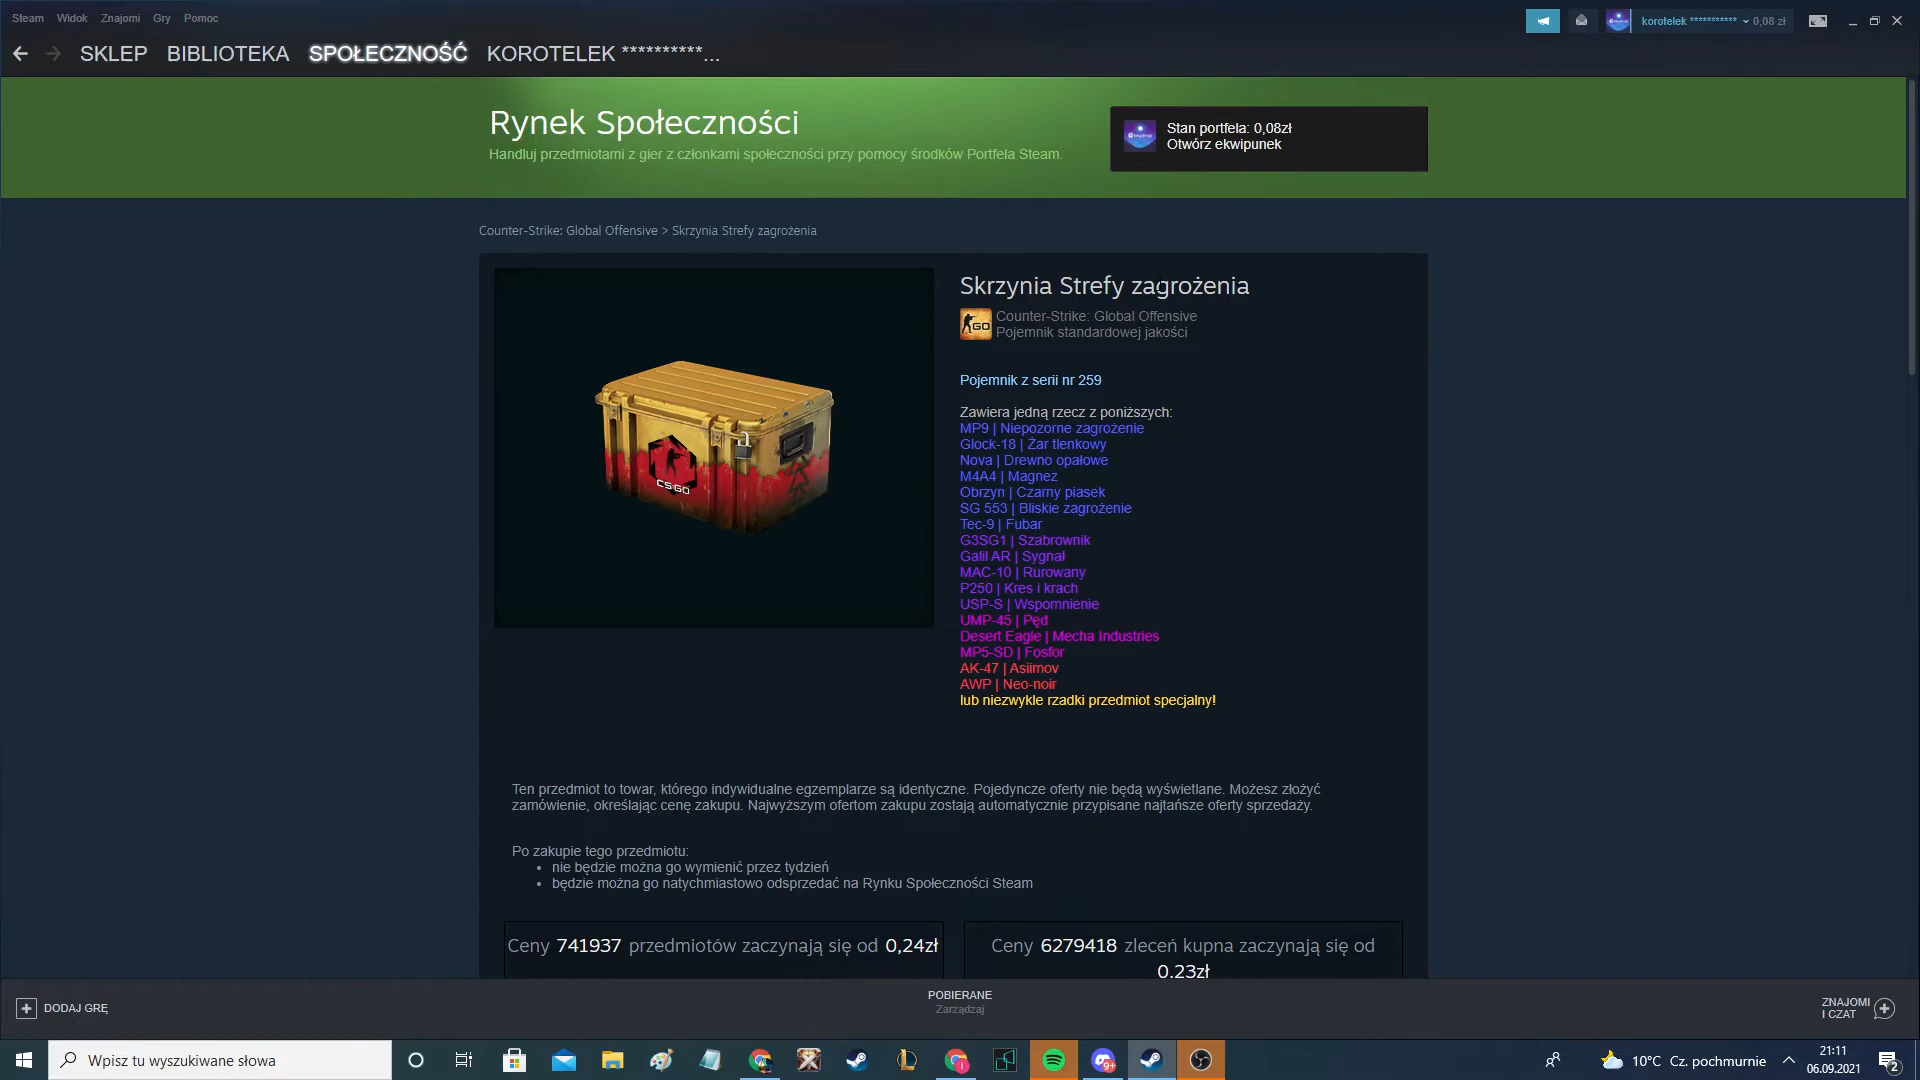 Steam Widok Znajomi Gry Pomoc
korotelek *********** 0,08 zł
SKLEP BIBLIOTEKA SPOŁECZNOŚĆ KOROTELEK **********...
Rynek Społeczności
Handluj przedmiotami z gier z członkami społeczności przy pomocy środków Portfela Steam.
Stan portfela: 0,08zł
Otwórz ekwipunek
Counter-Strike: Global Offensive > Skrzynia Strefy zagrożenia
CS:GO
Skrzynia Strefy zagrożenia
GO
Counter-Strike: Global Offensive
Pojemnik standardowej jakości
Pojemnik z serii nr 259
Zawiera jedną rzecz z poniższych:
MP9 | Niepozorne zagrożenie
Glock-18 | Żar tlenkowy
Nova | Drewno opałowe
M4A4 | Magnez
Obrzyn | Czarny piasek
SG 553 | Bliskie zagrożenie
Tec-9 | Fubar
G3SG1 | Szabrownik
Galil AR | Sygnał
MAC-10 | Rurowany
P250 | Kres i krach
USP-S | Wspomnienie
UMP-45 | Pęd
Desert Eagle | Mecha Industries
MP5-SD | Fosfor
AK-47 | Asiimov
AWP | Neo-noir
lub niezwykle rzadki przedmiot specjalny!
Ten przedmiot to towar, którego indywidualne egzemplarze są identyczne. Pojedyncze oferty nie będą wyświetlane. Możesz złożyć
zamówienie, określając cenę zakupu. Najwyższym ofertom zakupu zostają automatycznie przypisane najtańsze oferty sprzedaży.
Po zakupie tego przedmiotu:
• nie będzie można go wymienić przez tydzień
• będzie można go natychmiastowo odsprzedać na Rynku Społeczności Steam
Ceny 741937 przedmiotów zaczynają się od 0,24zł
Ceny 6279418 zleceń kupna zaczynają się od
0,23zł
DODAJ GRĘ
POBIERANE
Zarządzaj
ZNAJOMI
I CZAT
Wpisz tu wyszukiwane słowa
9+
10°C Cz. pochmurnie
21:11
06.09.2021
2